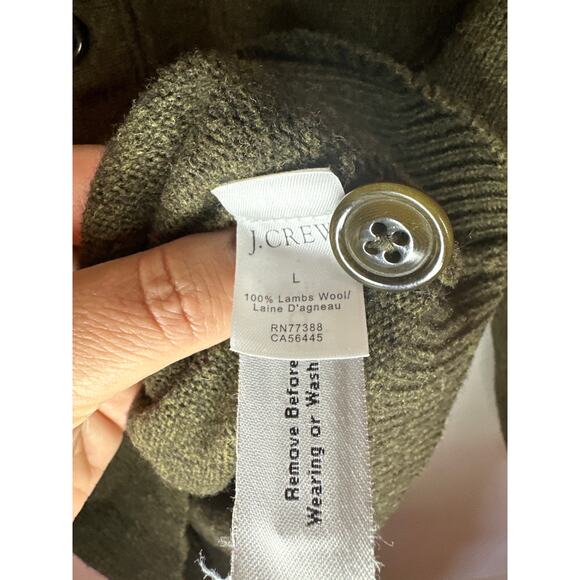 J.CREW
L
100% Lambs Wool/
Laine D'agneau
RN77388
CA56445
Remove Before
Wearing or Wash